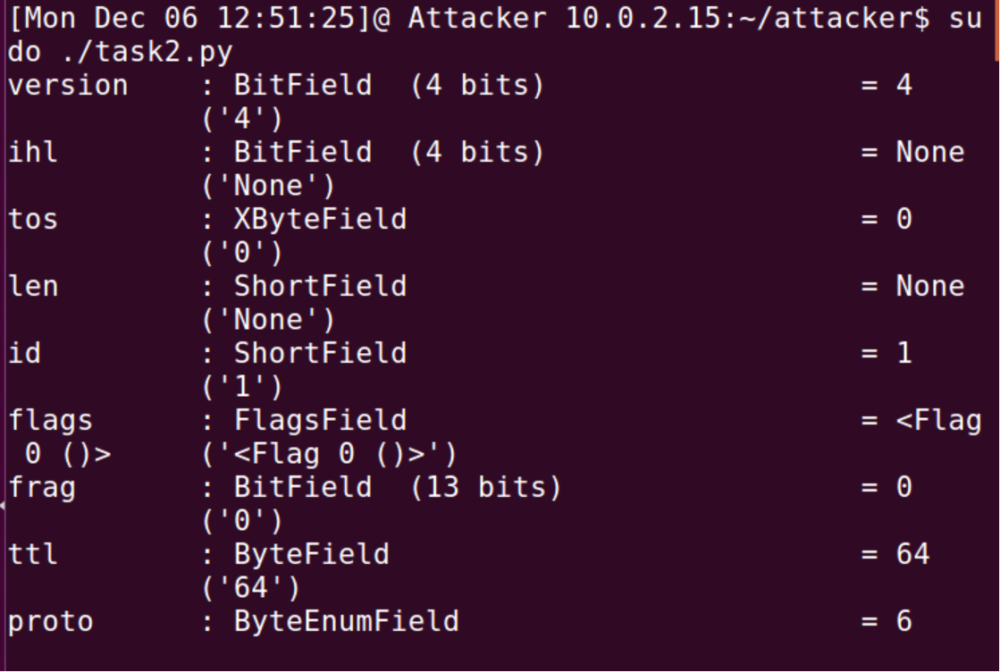 [Mon Dec 06 12:51:25]@ Attacker 10.0.2.15:~/attacker$ su
do ./task2.py
version    : BitField  (4 bits)                  = 4
           ('4')
ihl        : BitField  (4 bits)                  = None
           ('None')
tos        : XByteField                          = 0
           ('0')
len        : ShortField                          = None
           ('None')
id         : ShortField                          = 1
           ('1')
flags      : FlagsField                          = <Flag
 0 ()>     ('<Flag 0 ()>')
frag       : BitField  (13 bits)                 = 0
           ('0')
ttl        : ByteField                           = 64
           ('64')
proto      : ByteEnumField                       = 6